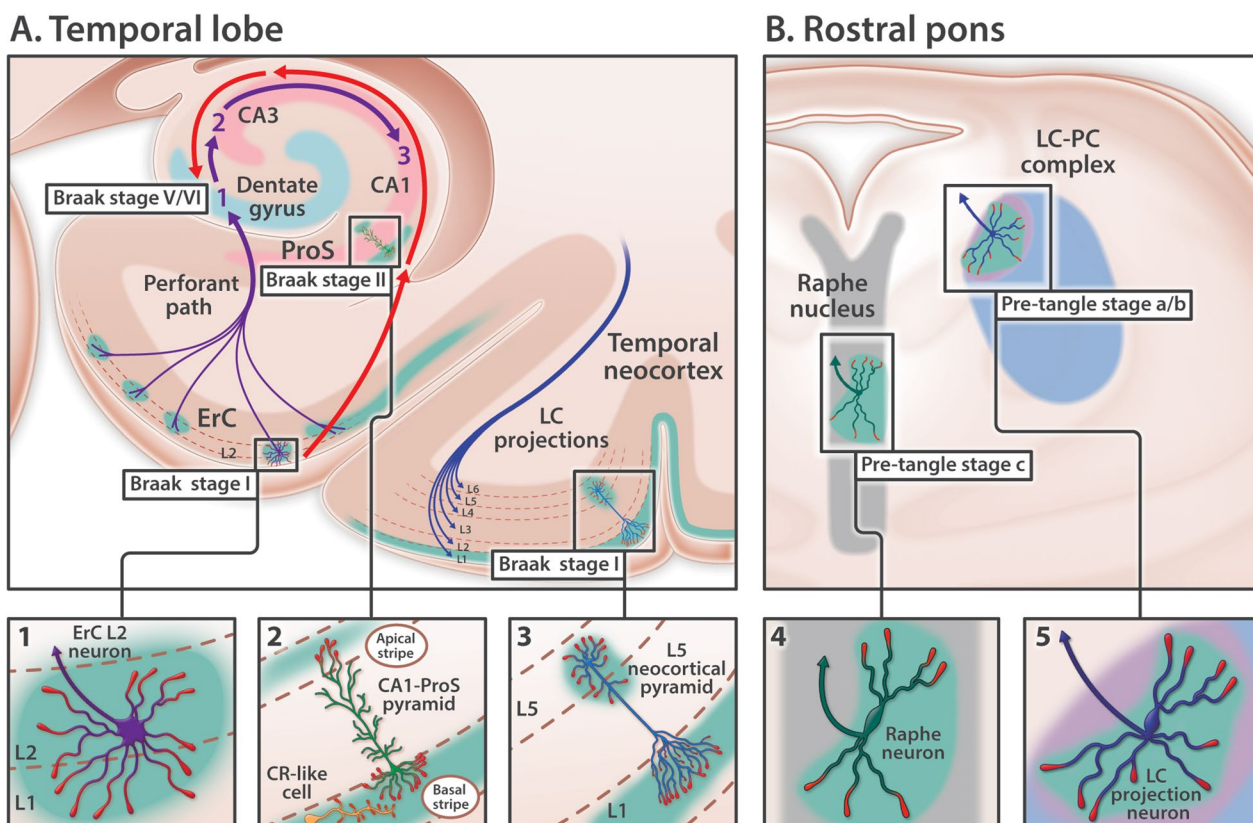 A. Temporal lobe
B. Rostral pons
2
CA3
3
CA1
1
Dentate
gyrus
Braak stage V/VI
ProS
Braak stage II
Perforant
path
ErC
L2
Braak stage I
Temporal
neocortex
LC
projections
L6
L5
L4
L3
L2
L1
Braak stage I
LC-PC
complex
Raphe
nucleus
Pre-tangle stage a/b
Pre-tangle stage c
1
ErC L2
neuron
L2
L1
2
Apical
stripe
CA1-ProS
pyramid
CR-like
cell
Basal
stripe
3
L5
neocortical
pyramid
L5
L1
4
Raphe
neuron
5
LC
projection
neuron